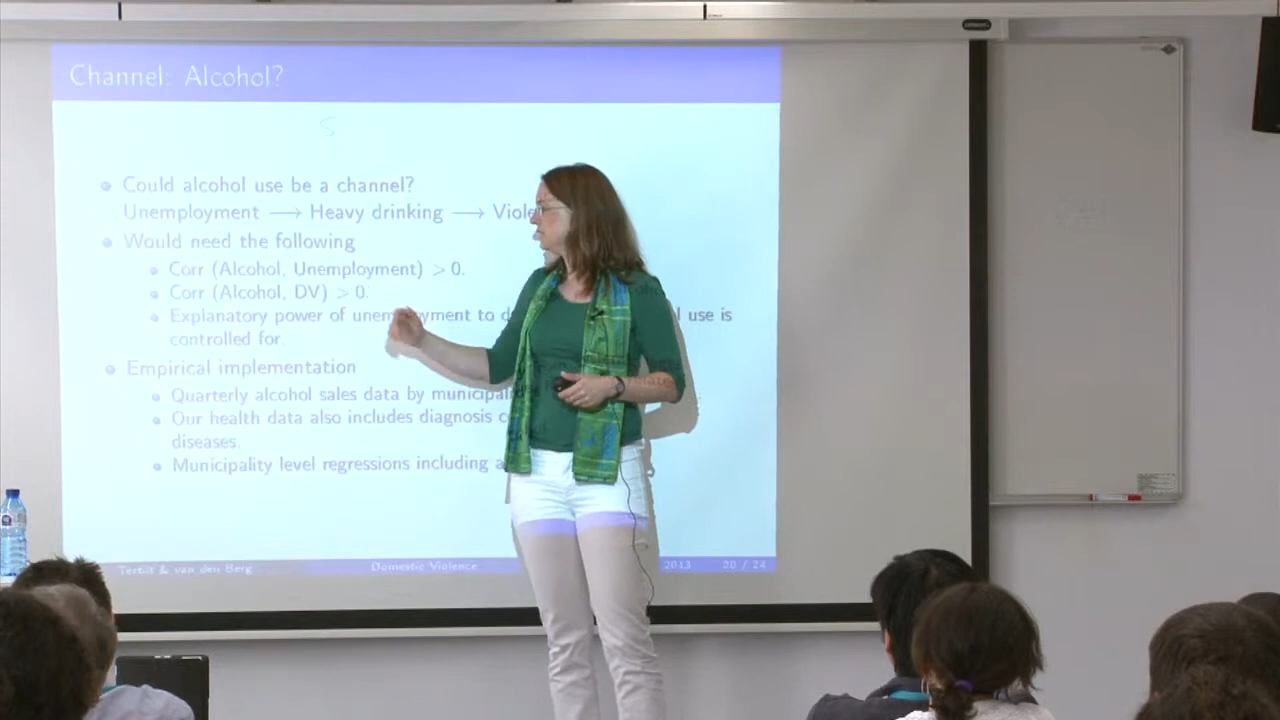 Channel: Alcohol?
Could alcohol use be a channel?
Unemployment → Heavy drinking → Viole
Would need the following
Corr (Alcohol, Unemployment) > 0.
Corr (Alcohol, DV) > 0.
Explanatory power of unemployment to d l use is
controlled for.
Empirical implementation
Quarterly alcohol sales data by municipali
Our health data also includes diagnosis c
diseases.
Municipality level regressions including a
Tertilt & van den Berg Domestic Violence 2013 20 / 24